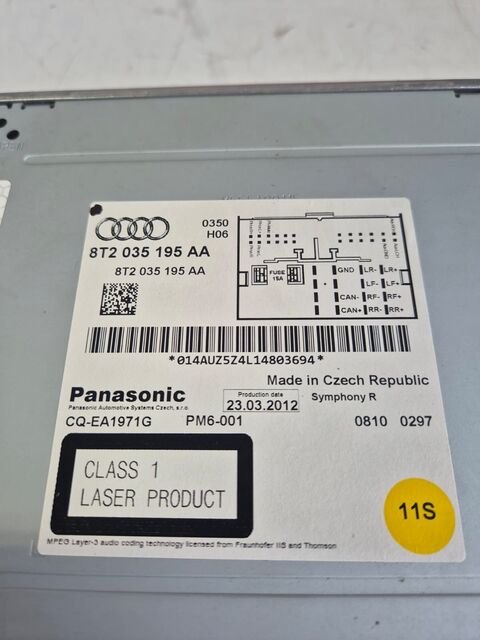 0350
H06
8T2 035 195 AA
8T2 035 195 AA
FUSE
15A
GND LR- LR+
LF- LF+
CAN- RF- RF+
CAN+ RR- RR+
*014AUZ5Z4L14803694*
Panasonic
Panasonic Automotive Systems Czech, s.r.o.
Made in Czech Republic
Production date
23.03.2012
Symphony R
CQ-EA1971G PM6-001 0810 0297
CLASS 1
LASER PRODUCT
11S
MPEG Layer-3 audio coding technology licensed from Fraunhofer IIS and Thomson